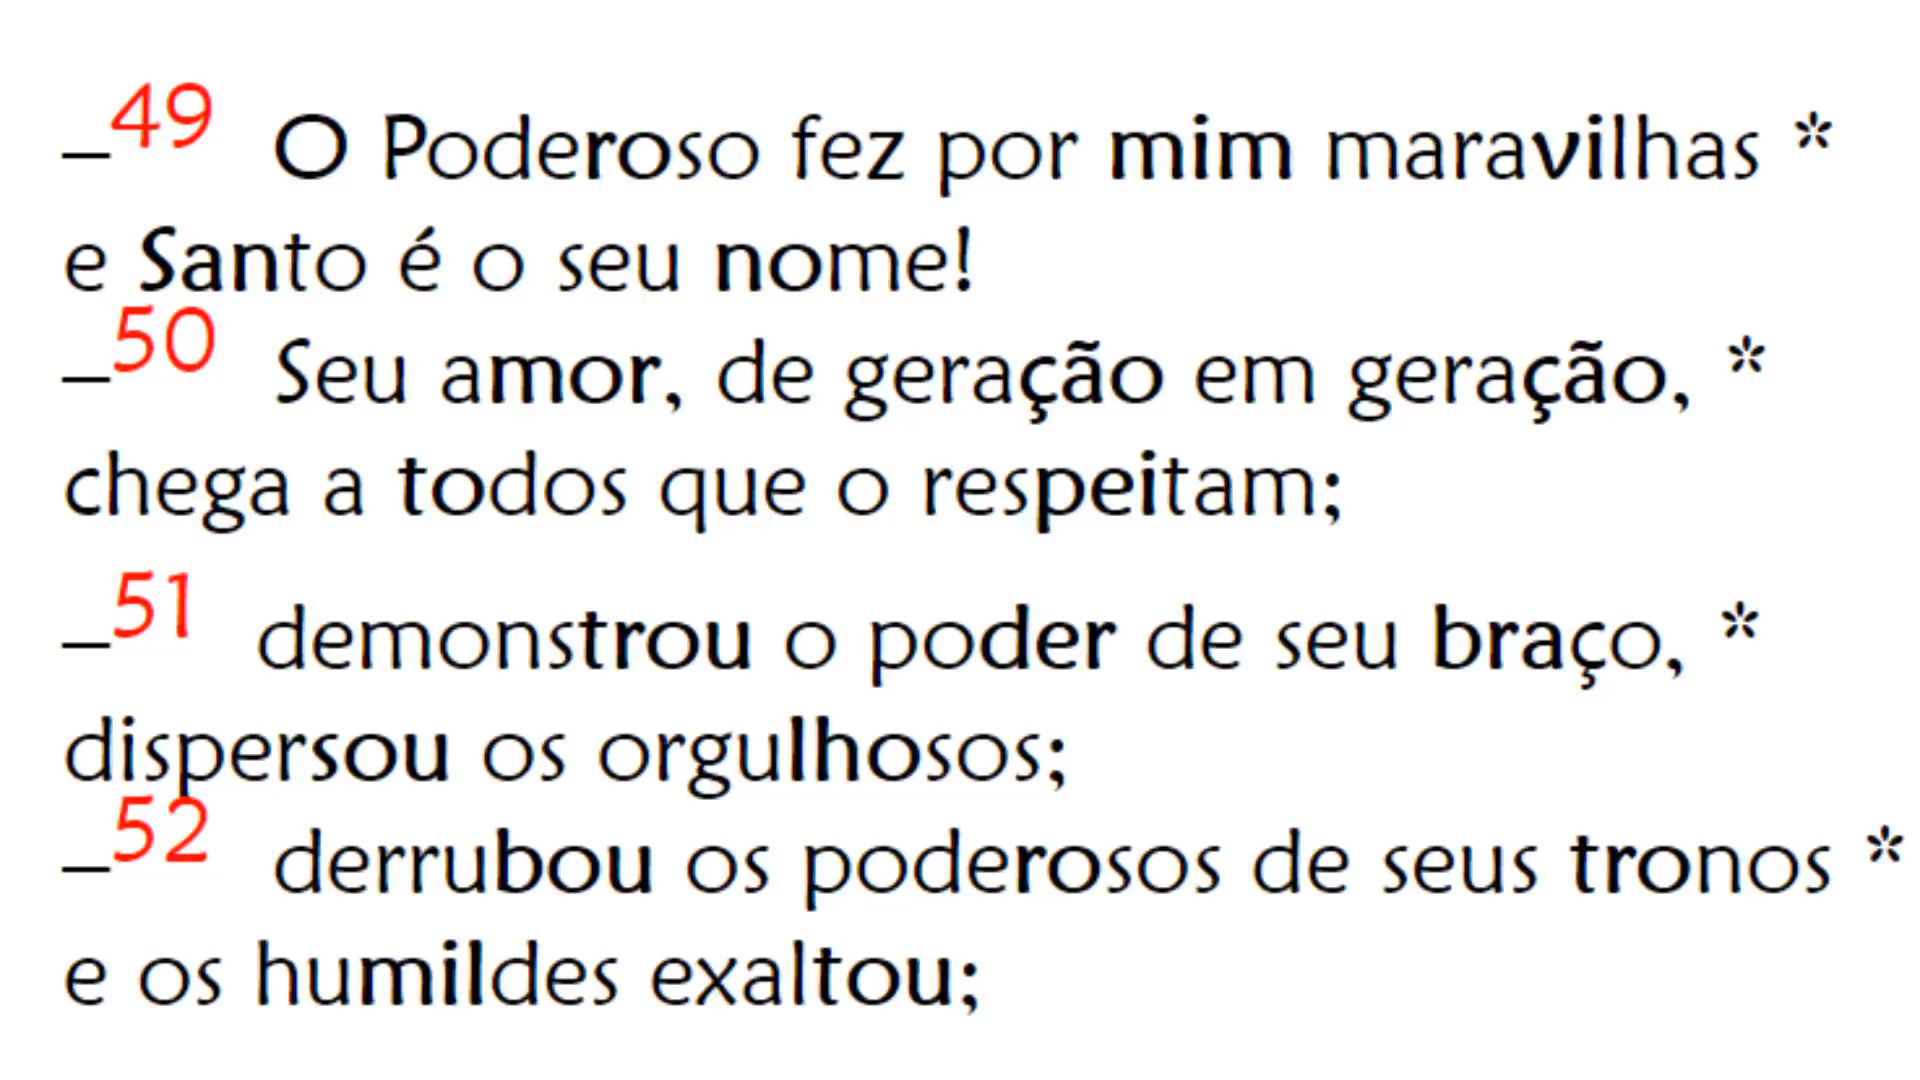 –49 O Poderoso fez por mim maravilhas *
e Santo é o seu nome!
–50 Seu amor, de geração em geração, *
chega a todos que o respeitam;
–51 demonstrou o poder de seu braço, *
dispersou os orgulhosos;
–52 derrubou os poderosos de seus tronos *
e os humildes exaltou;